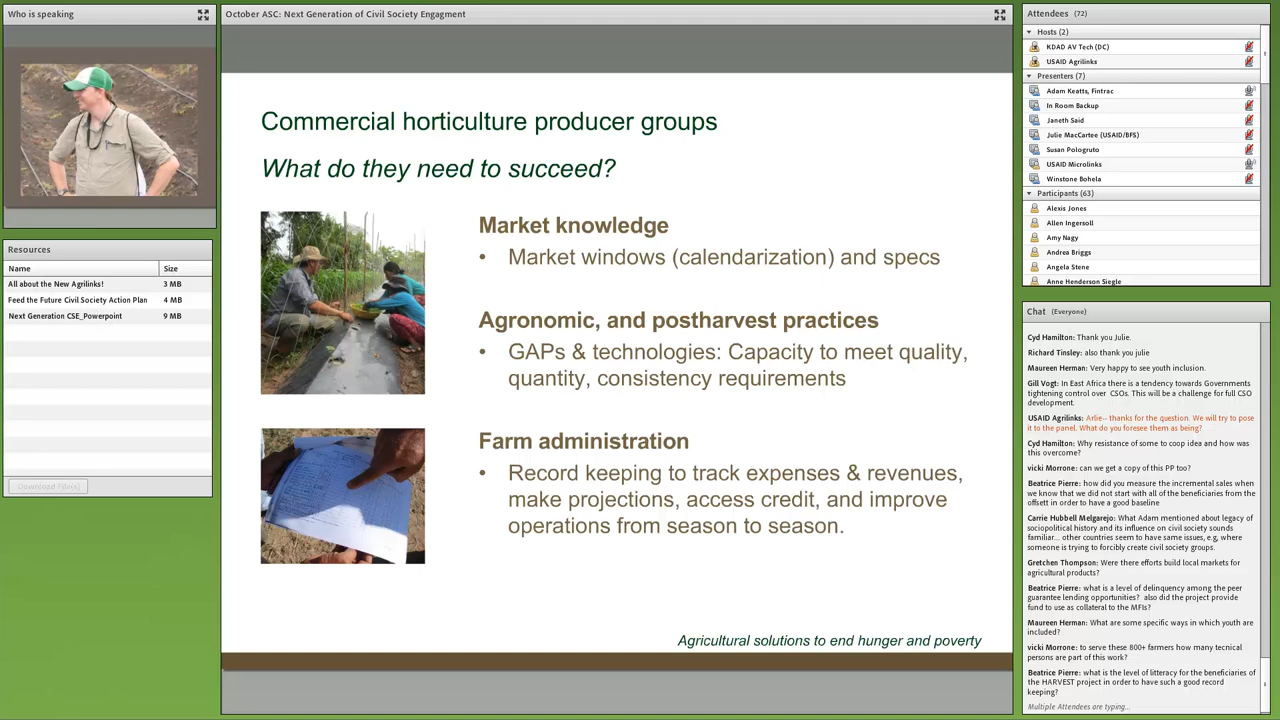 Who is speaking
Resources
Name Size
All about the New Agrilinks! 3 MB
Feed the Future Civil Society Action Plan 4 MB
Next Generation CSE_Powerpoint 9 MB
Download File(s)
October ASC: Next Generation of Civil Society Engagment
Commercial horticulture producer groups
What do they need to succeed?
Market knowledge
• Market windows (calendarization) and specs
Agronomic, and postharvest practices
• GAPs & technologies: Capacity to meet quality,
quantity, consistency requirements
Farm administration
• Record keeping to track expenses & revenues,
make projections, access credit, and improve
operations from season to season.
Agricultural solutions to end hunger and poverty
Attendees (72)
Hosts (2)
KDAD AV Tech (DC)
USAID Agrilinks
Presenters (7)
Adam Keatts, Fintrac
In Room Backup
Janeth Said
Julie MacCartee (USAID/BFS)
Susan Pologruto
USAID Microlinks
Winstone Bohela
Participants (63)
Alexis Jones
Allen Ingersoll
Amy Nagy
Andrea Briggs
Angela Stene
Anne Henderson Siegle
Chat (Everyone)
Cyd Hamilton: Thank you Julie.
Richard Tinsley: also thank you julie
Maureen Herman: Very happy to see youth inclusion.
Gill Vogt: In East Africa there is a tendency towards Governments
tightening control over CSOs. This will be a challenge for full CSO
development.
USAID Agrilinks: Arlie-- thanks for the question. We will try to pose
it to the panel. What do you foresee them as being?
Cyd Hamilton: Why resistance of some to coop idea and how was
this overcome?
vicki Morrone: can we get a copy of this PP too?
Beatrice Pierre: how did you measure the incremental sales when
we know that we did not start with all of the beneficiaries from the
offsett in order to have a good baseline
Carrie Hubbell Melgarejo: What Adam mentioned about legacy of
sociopolitical history and its influence on civil society sounds
familiar... other countries seem to have same issues, e.g, where
someone is trying to forcibly create civil society groups.
Gretchen Thompson: Were there efforts build local markets for
agricultural products?
Beatrice Pierre: what is a level of delinquency among the peer
guarantee lending opportunities? also did the project provide
fund to use as collateral to the MFIs?
Maureen Herman: What are some specific ways in which youth are
included?
vicki Morrone: to serve these 800+ farmers how many tecnical
persons are part of this work?
Beatrice Pierre: what is the level of litteracy for the beneficiaries of
the HARVEST project in order to have such a good record
keeping?
Multiple Attendees are typing...